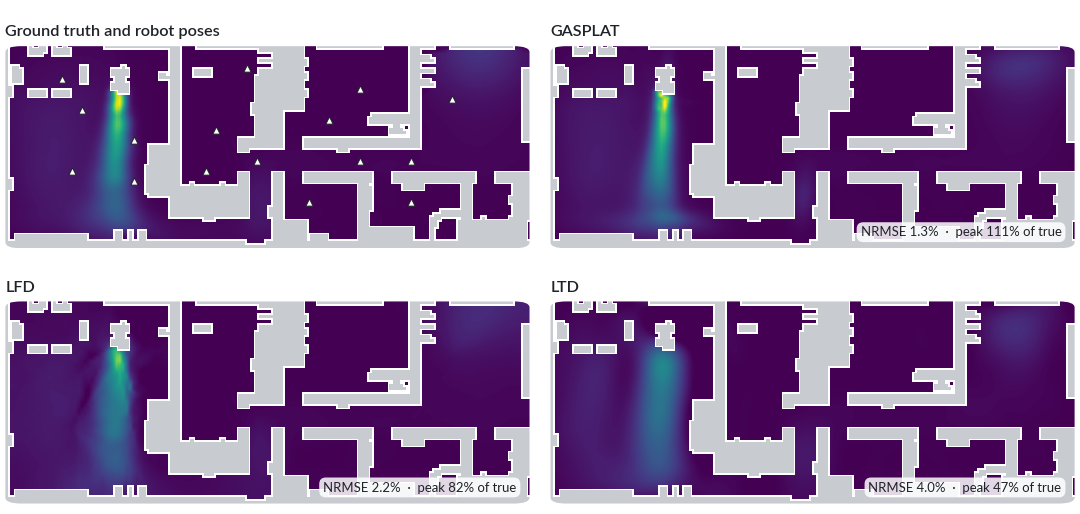 Ground truth and robot poses
GASPLAT
NRMSE 1.3% · peak 111% of true
LFD
LTD
NRMSE 2.2% · peak 82% of true
NRMSE 4.0% · peak 47% of true